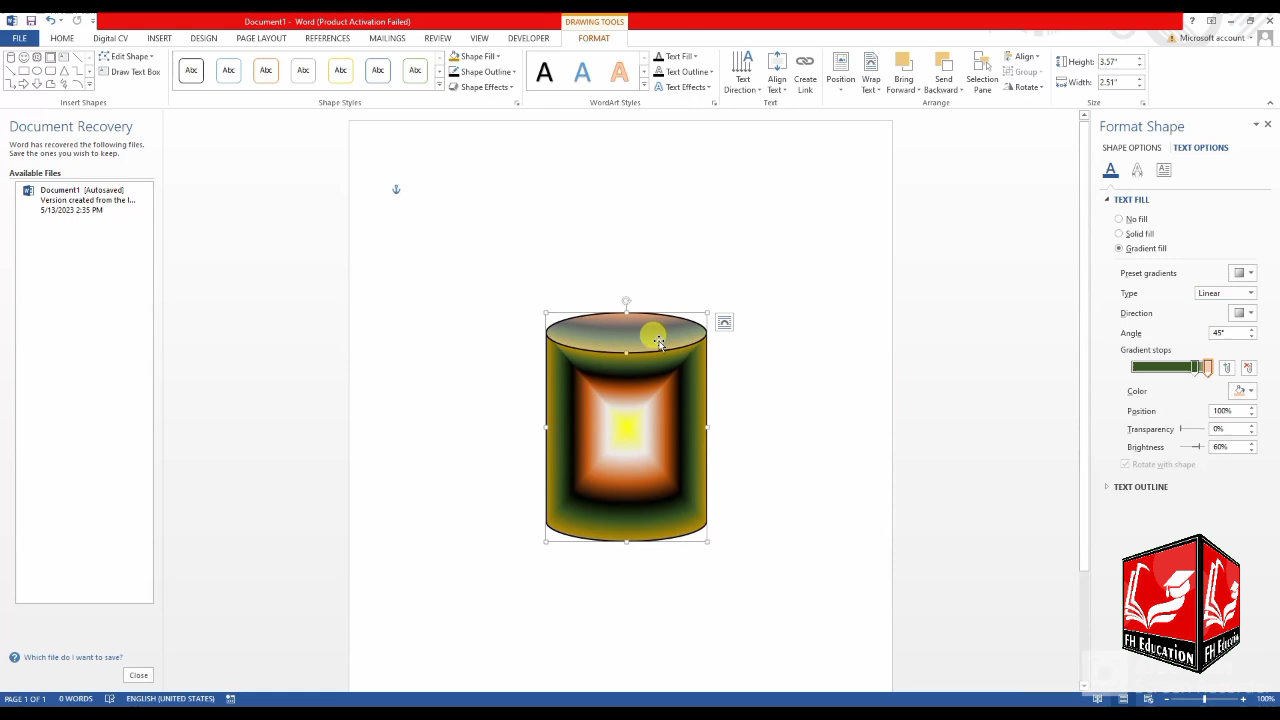 Document1 - Word (Product Activation Failed)
DRAWING TOOLS
FILE HOME Digital CV INSERT DESIGN PAGE LAYOUT REFERENCES MAILINGS REVIEW VIEW DEVELOPER FORMAT Microsoft account
Edit Shape
Draw Text Box
Insert Shapes
Abc Abc Abc Abc Abc Abc Abc
Shape Fill
Shape Outline
Shape Effects
Shape Styles
A A A
Text Fill
Text Outline
Text Effects
WordArt Styles
Text Direction
Align Text
Create Link
Text
Position
Wrap Text
Bring Forward
Send Backward
Selection Pane
Align
Group
Rotate
Arrange
Height: 3.57"
Width: 2.51"
Size
Document Recovery
Word has recovered the following files.
Save the ones you wish to keep.
Available Files
Document1 [Autosaved]
Version created from the l...
5/13/2023 2:35 PM
Which file do I want to save?
Close
Format Shape
SHAPE OPTIONS TEXT OPTIONS
TEXT FILL
No fill
Solid fill
Gradient fill
Preset gradients
Type Linear
Direction
Angle 45°
Gradient stops
Color
Position 100%
Transparency 0%
Brightness 60%
Rotate with shape
TEXT OUTLINE
FH Education
FH Education
PAGE 1 OF 1 0 WORDS ENGLISH (UNITED STATES) 100%